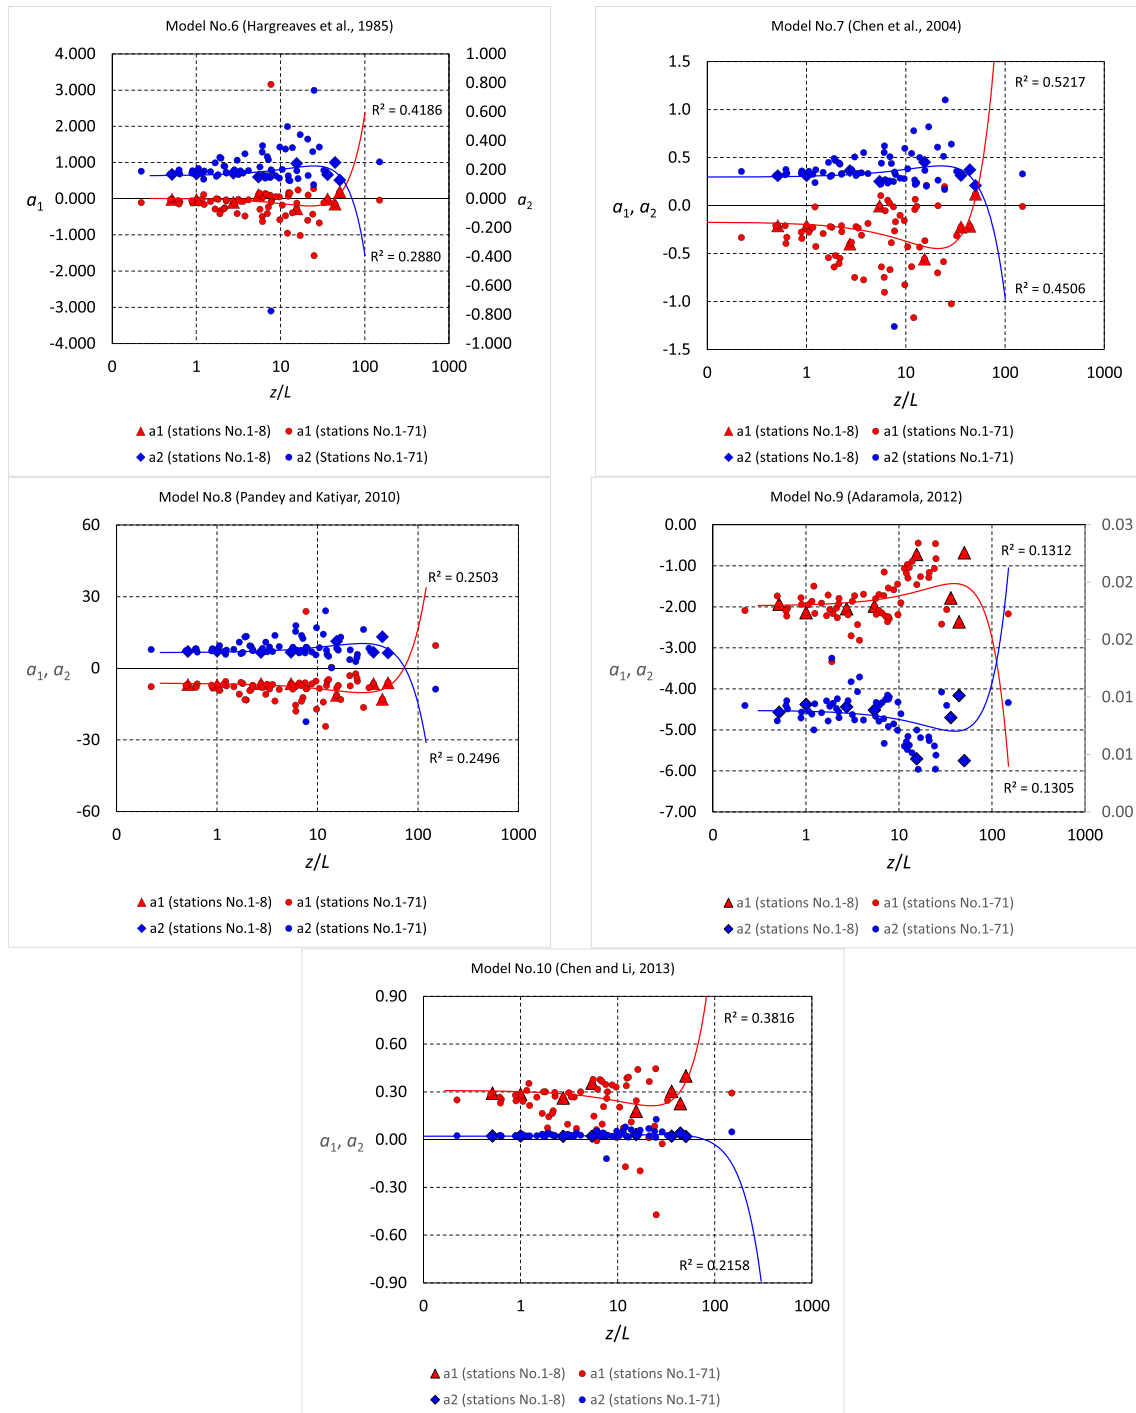 Model No.6 (Hargreaves et al., 1985)
4.000
3.000
2.000
1.000
0.000
-1.000
-2.000
-3.000
-4.000
a1
1.000
0.800
0.600
0.400
0.200
0.000
-0.200
-0.400
-0.600
-0.800
-1.000
a2
R² = 0.4186
R² = 0.2880
0 1 10 100 1000
z/L
a1 (stations No.1-8) a1 (stations No.1-71)
a2 (stations No.1-8) a2 (Stations No.1-71)
Model No.7 (Chen et al., 2004)
1.5
1.0
0.5
0.0
-0.5
-1.0
-1.5
a1, a2
R² = 0.5217
R² = 0.4506
0 1 10 100 1000
z/L
a1 (stations No.1-8) a1 (stations No.1-71)
a2 (stations No.1-8) a2 (stations No.1-71)
Model No.8 (Pandey and Katiyar, 2010)
60
30
0
-30
-60
a1, a2
R² = 0.2503
R² = 0.2496
0 1 10 100 1000
z/L
a1 (stations No.1-8) a1 (stations No.1-71)
a2 (stations No.1-8) a2 (stations No.1-71)
Model No.9 (Adaramola, 2012)
0.00
-1.00
-2.00
-3.00
-4.00
-5.00
-6.00
-7.00
a1, a2
0.03
0.02
0.02
0.01
0.01
0.00
R² = 0.1312
R² = 0.1305
0 1 10 100 1000
z/L
a1 (stations No.1-8) a1 (stations No.1-71)
a2 (stations No.1-8) a2 (stations No.1-71)
Model No.10 (Chen and Li, 2013)
0.90
0.60
0.30
0.00
-0.30
-0.60
-0.90
a1, a2
R² = 0.3816
R² = 0.2158
0 1 10 100 1000
z/L
a1 (stations No.1-8) a1 (stations No.1-71)
a2 (stations No.1-8) a2 (stations No.1-71)